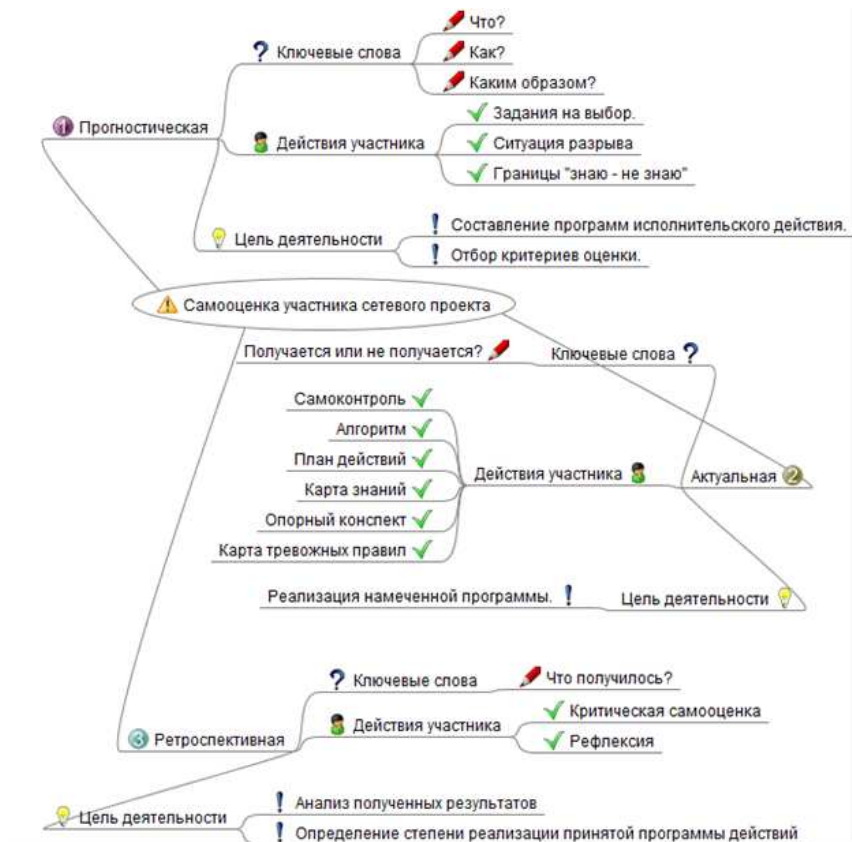 Что?
Ключевые слова
Как?
Каким образом?
1 Прогностическая
Задания на выбор.
Действия участника
Ситуация разрыва
Границы "знаю - не знаю"
Составление программ исполнительского действия.
Цель деятельности
Отбор критериев оценки.
Самооценка участника сетевого проекта
Получается или не получается?
Ключевые слова
Самоконтроль
Алгоритм
План действий
Действия участника
Актуальная 2
Карта знаний
Опорный конспект
Карта тревожных правил
Реализация намеченной программы.
Цель деятельности
Ключевые слова
Что получилось?
Критическая самооценка
Действия участника
3 Ретроспективная
Рефлексия
Анализ полученных результатов
Цель деятельности
Определение степени реализации принятой программы действий